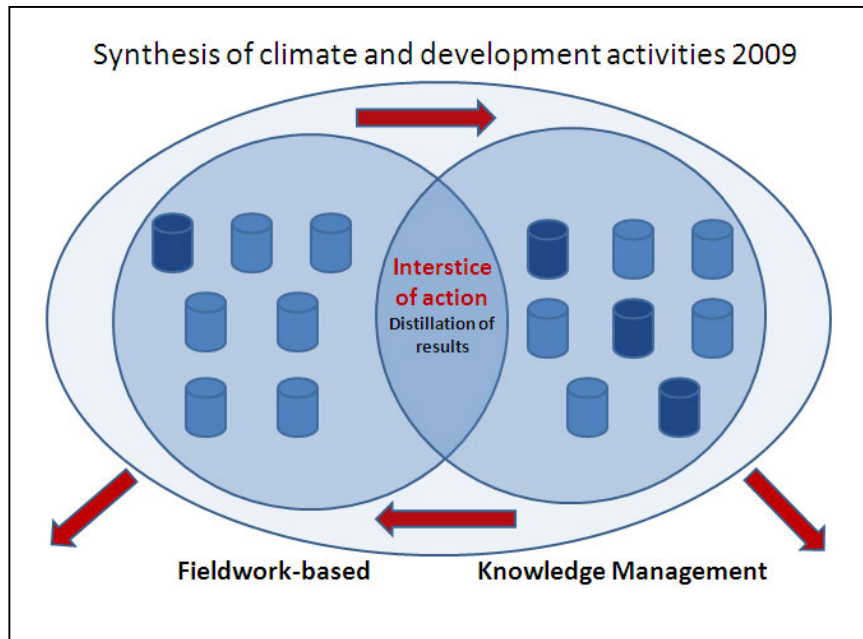 Synthesis of climate and development activities 2009
Interstice
of action
Distillation of
results
Fieldwork-based
Knowledge Management